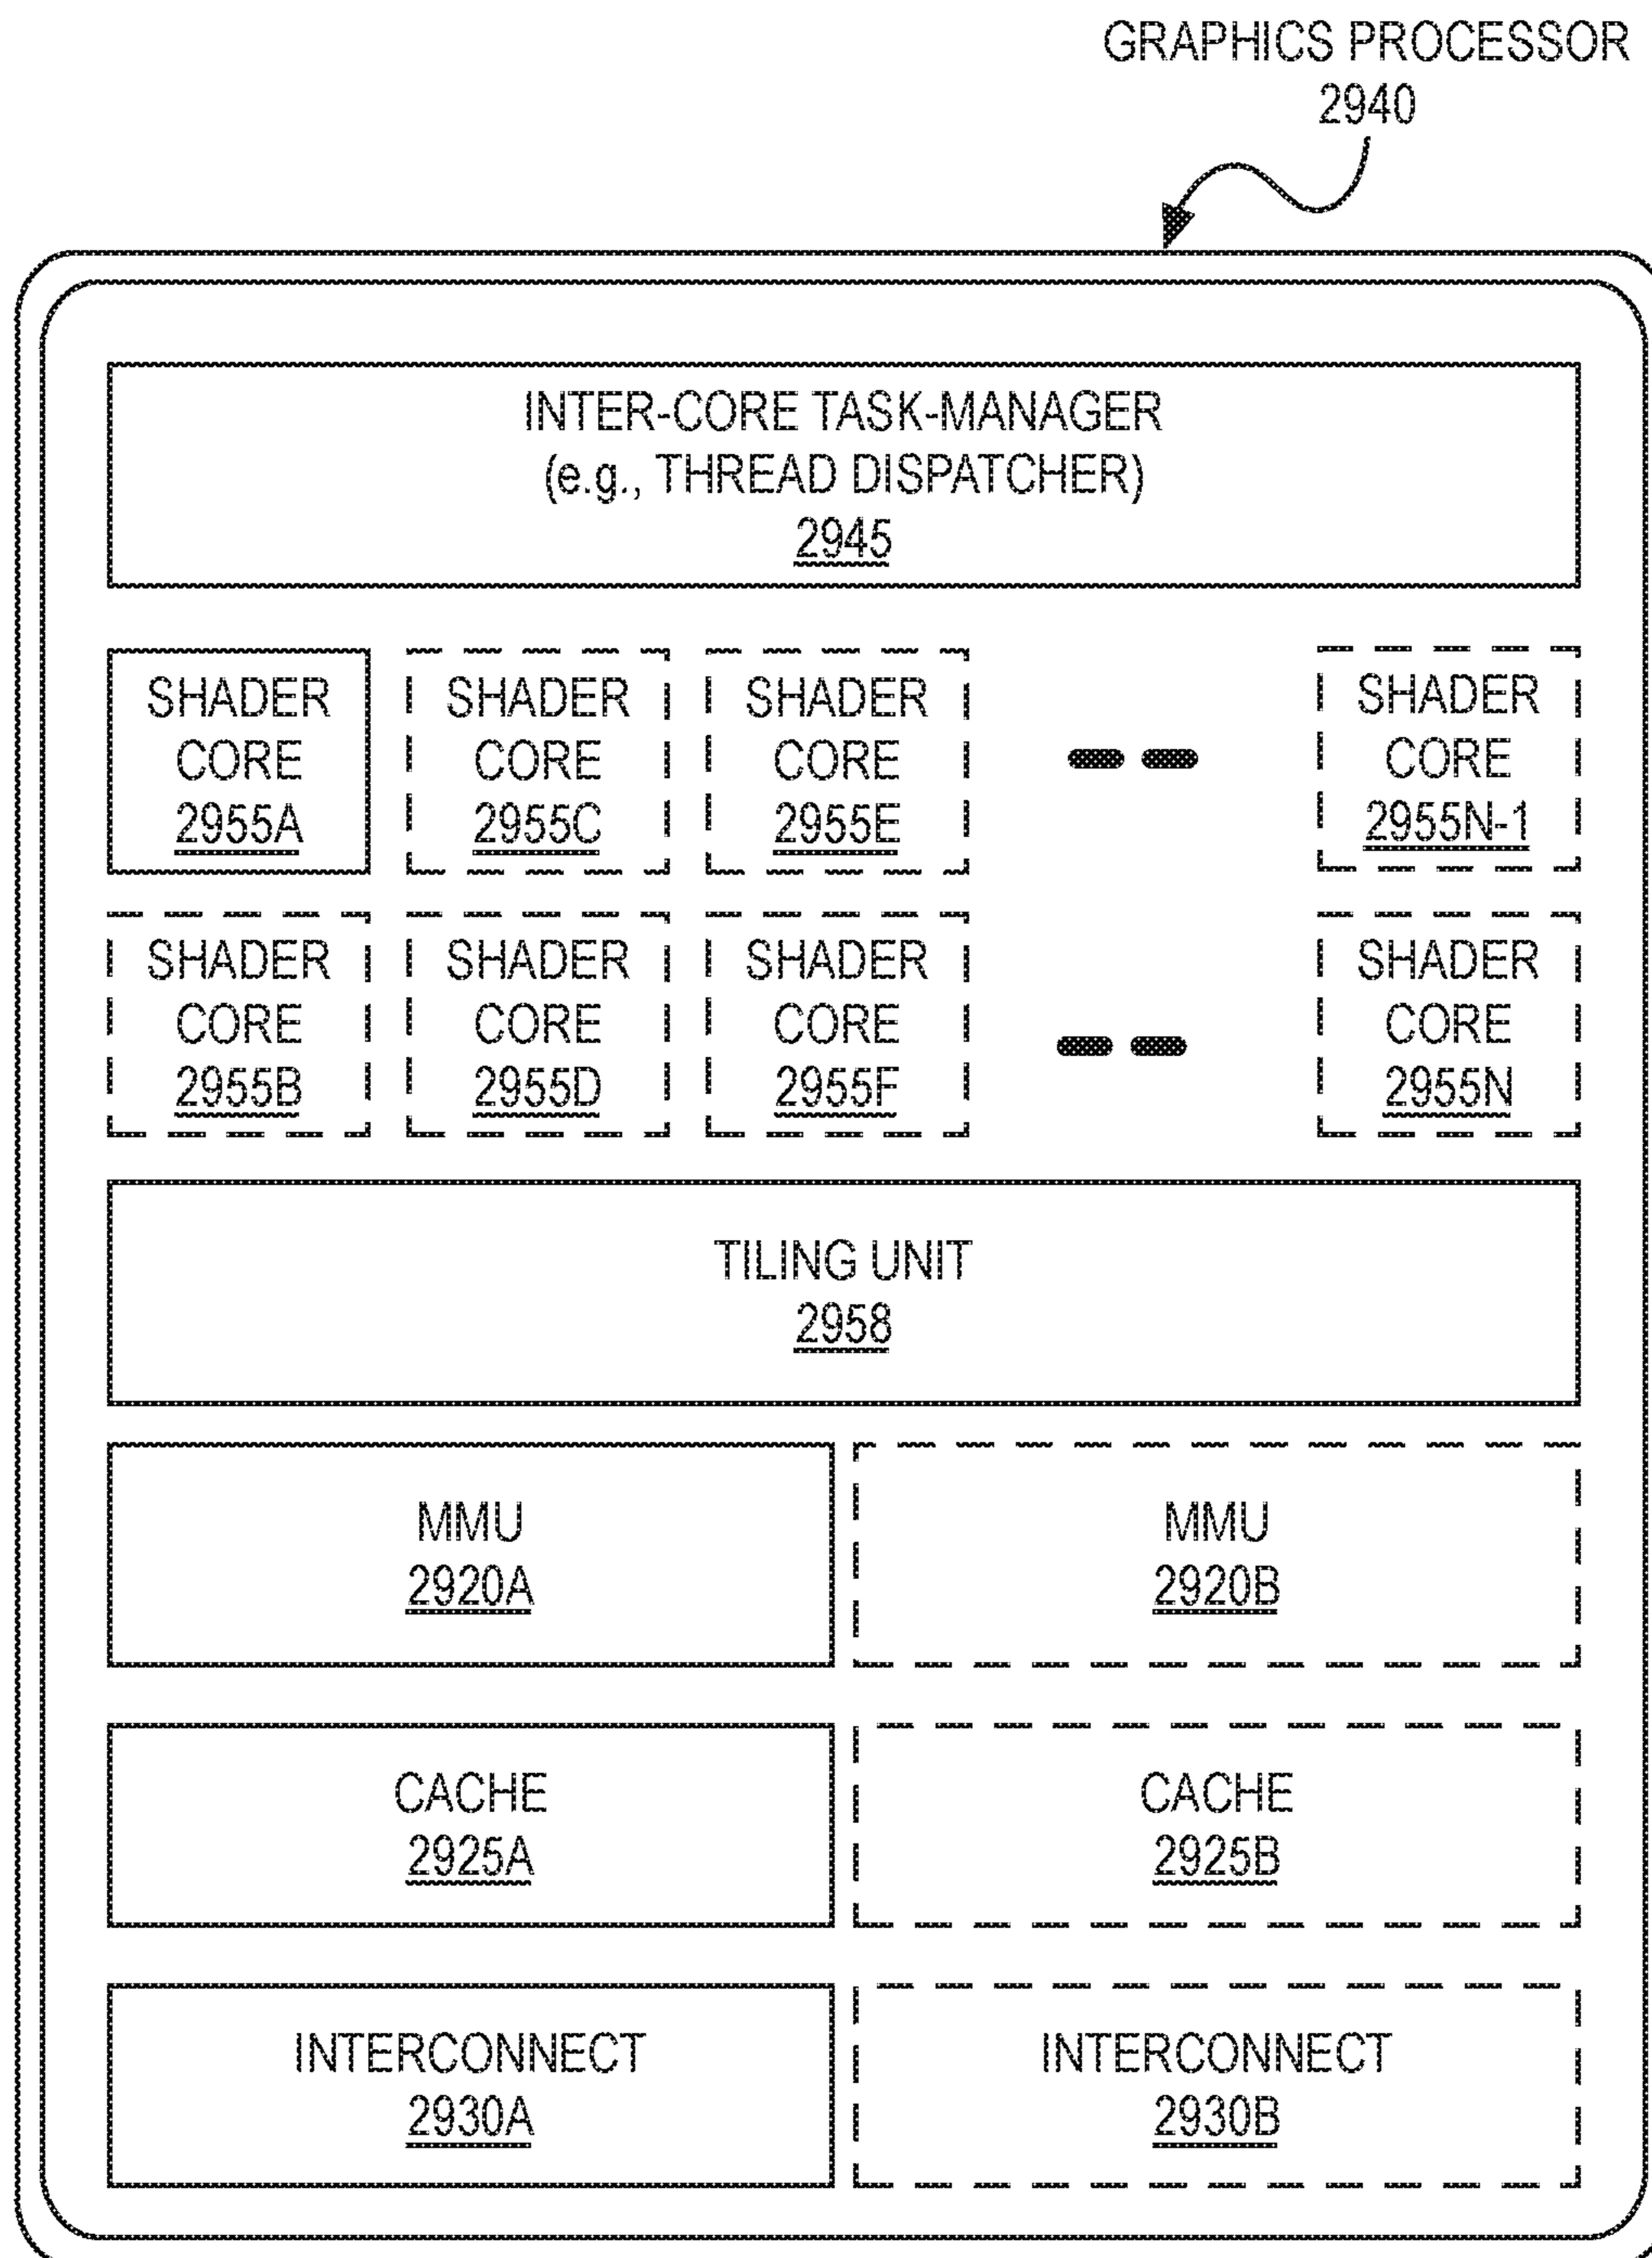 GRAPHICS PROCESSOR
2940
INTER-CORE TASK-MANAGER
(e.g., THREAD DISPATCHER)
2945
SHADER
CORE
2955A
SHADER
CORE
2955C
SHADER
CORE
2955E
SHADER
CORE
2955N-1
SHADER
CORE
2955B
SHADER
CORE
2955D
SHADER
CORE
2955F
SHADER
CORE
2955N
TILING UNIT
2958
MMU
2920A
MMU
2920B
CACHE
2925A
CACHE
2925B
INTERCONNECT
2930A
INTERCONNECT
2930B